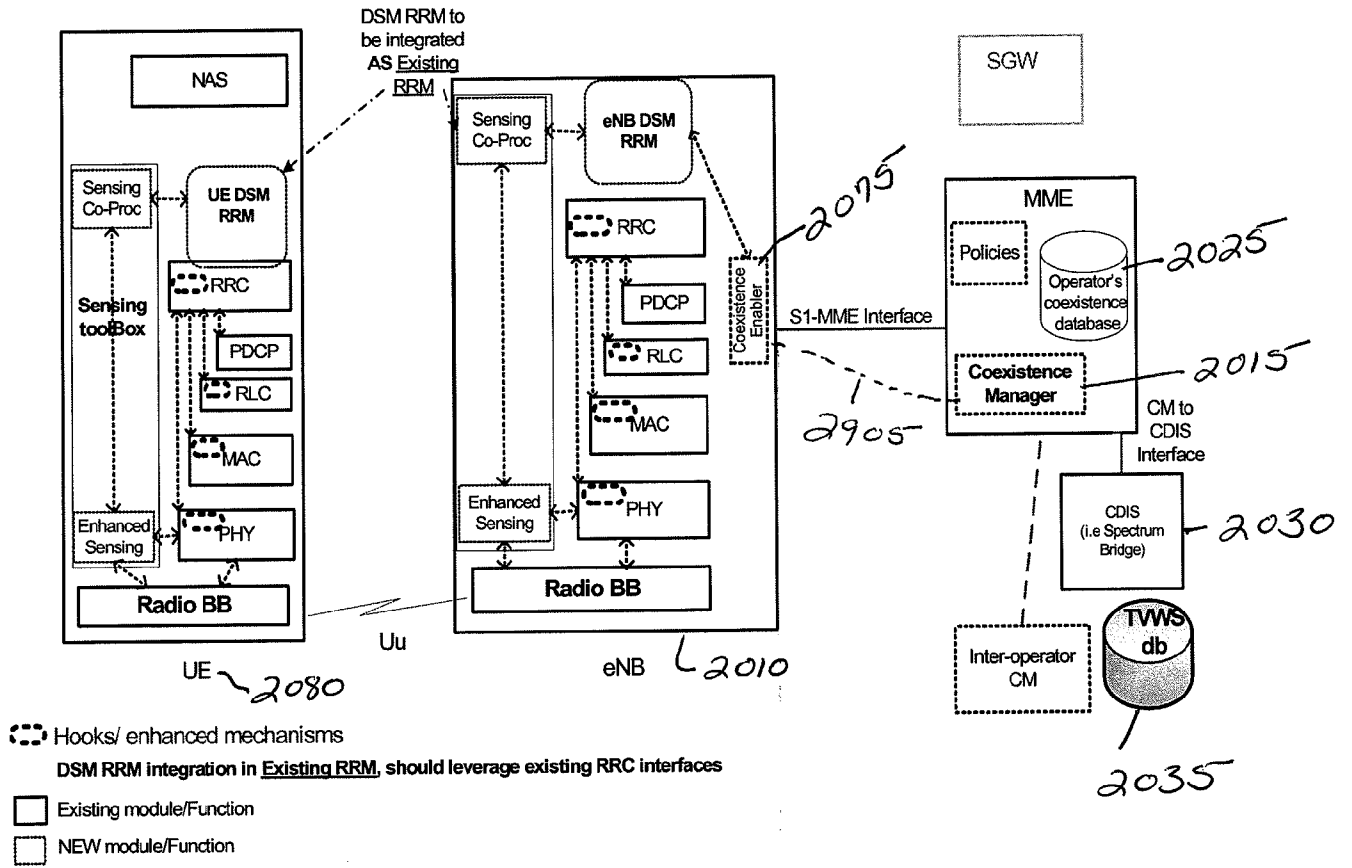 DSM RRM to
be integrated
AS Existing
RRM
NAS
Sensing
Co-Proc
UE DSM
RRM
RRC
Sensing
toolBox
PDCP
RLC
MAC
Enhanced
Sensing
PHY
Radio BB
UE
2080
Uu
Sensing
Co-Proc
eNB DSM
RRM
RRC
PDCP
RLC
MAC
Enhanced
Sensing
PHY
Radio BB
Coexistence
Enabler
2075
eNB
2010
S1-MME Interface
2905
SGW
MME
Policies
Operator's
coexistence
database
2025
Coexistence
Manager
2015
CM to
CDIS
Interface
CDIS
(i.e Spectrum
Bridge)
2030
Inter-operator
CM
TVWS
db
2035
Hooks/ enhanced mechanisms
DSM RRM integration in Existing RRM, should leverage existing RRC interfaces
Existing module/Function
NEW module/Function